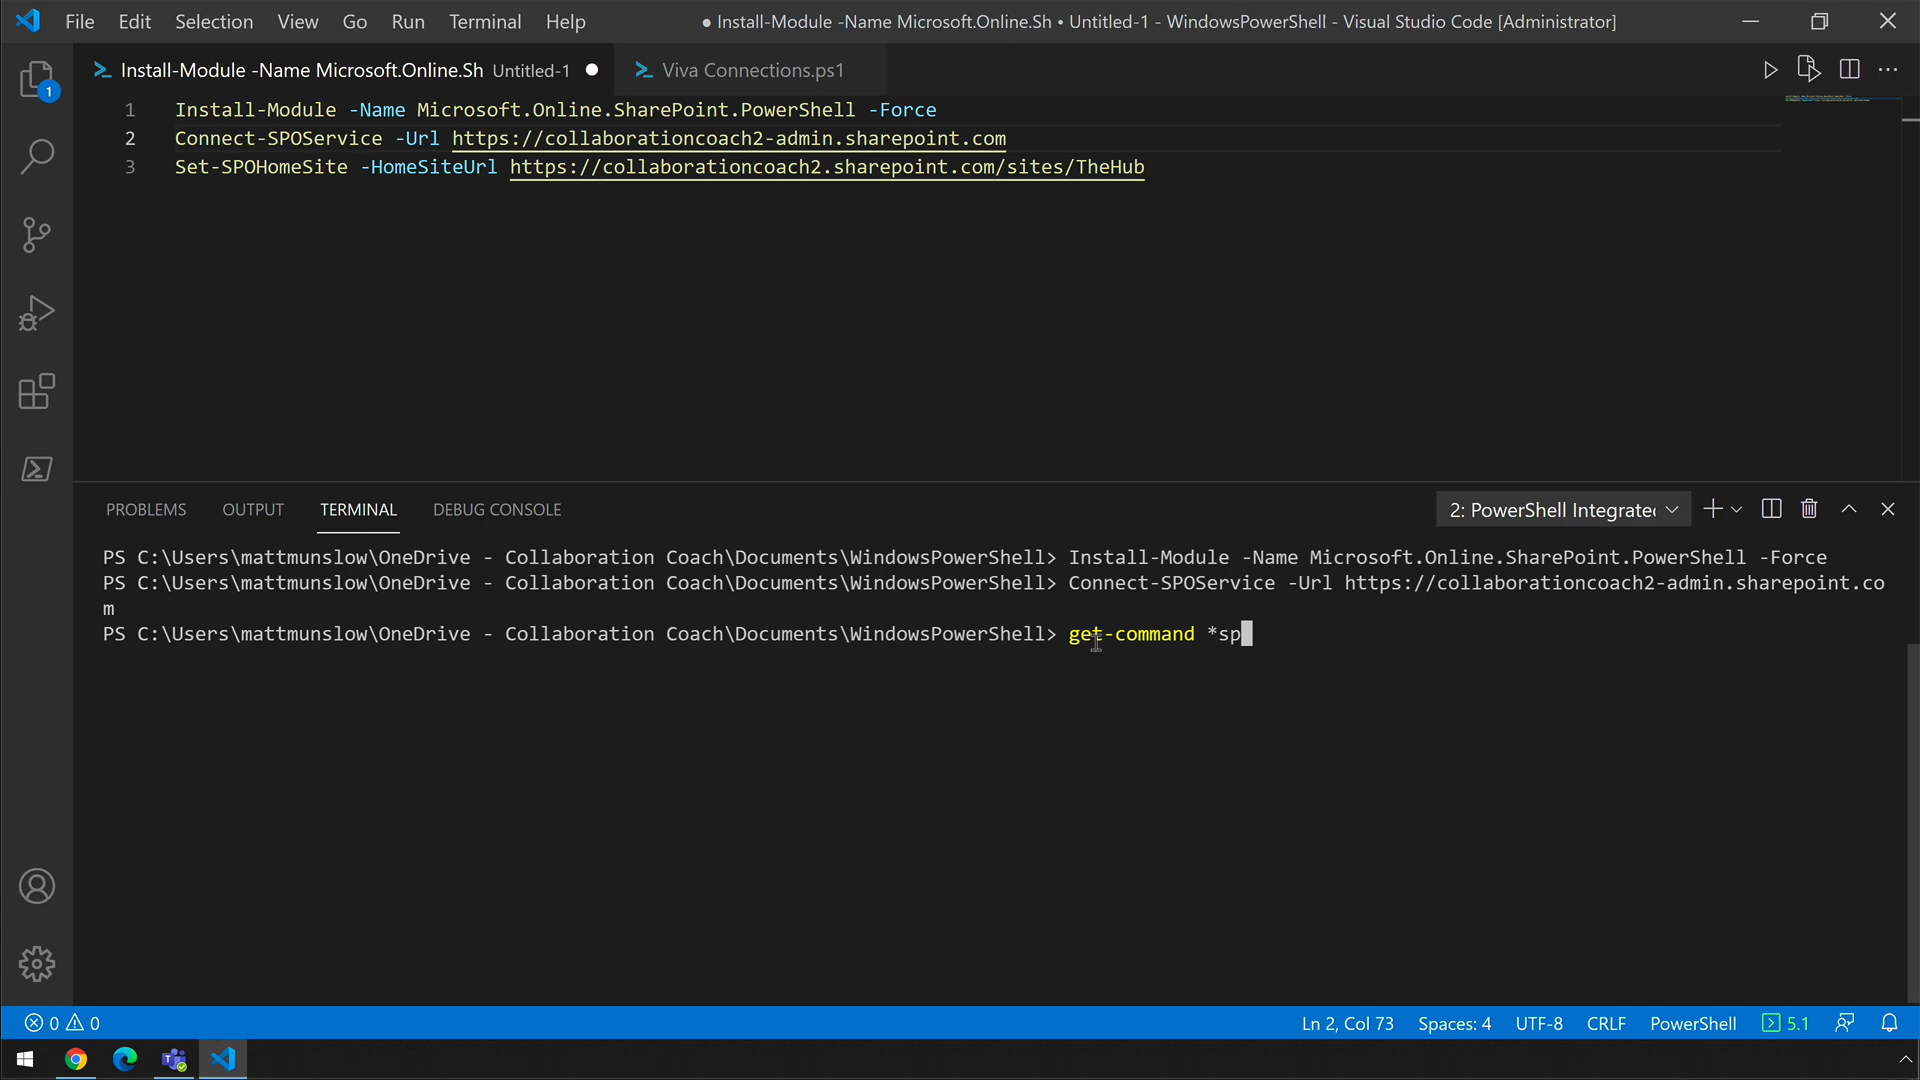 File Edit Selection View Go Run Terminal Help
● Install-Module -Name Microsoft.Online.Sh • Untitled-1 - WindowsPowerShell - Visual Studio Code [Administrator]
Install-Module -Name Microsoft.Online.Sh Untitled-1 ●
Viva Connections.ps1
1 Install-Module -Name Microsoft.Online.SharePoint.PowerShell -Force
2 Connect-SPOService -Url https://collaborationcoach2-admin.sharepoint.com
3 Set-SPOHomeSite -HomeSiteUrl https://collaborationcoach2.sharepoint.com/sites/TheHub
1
PROBLEMS OUTPUT TERMINAL DEBUG CONSOLE
2: PowerShell Integrated
PS C:\Users\mattmunslow\OneDrive - Collaboration Coach\Documents\WindowsPowerShell> Install-Module -Name Microsoft.Online.SharePoint.PowerShell -Force
PS C:\Users\mattmunslow\OneDrive - Collaboration Coach\Documents\WindowsPowerShell> Connect-SPOService -Url https://collaborationcoach2-admin.sharepoint.co
m
PS C:\Users\mattmunslow\OneDrive - Collaboration Coach\Documents\WindowsPowerShell> get-command *sp
0 0
Ln 2, Col 73 Spaces: 4 UTF-8 CRLF PowerShell 5.1